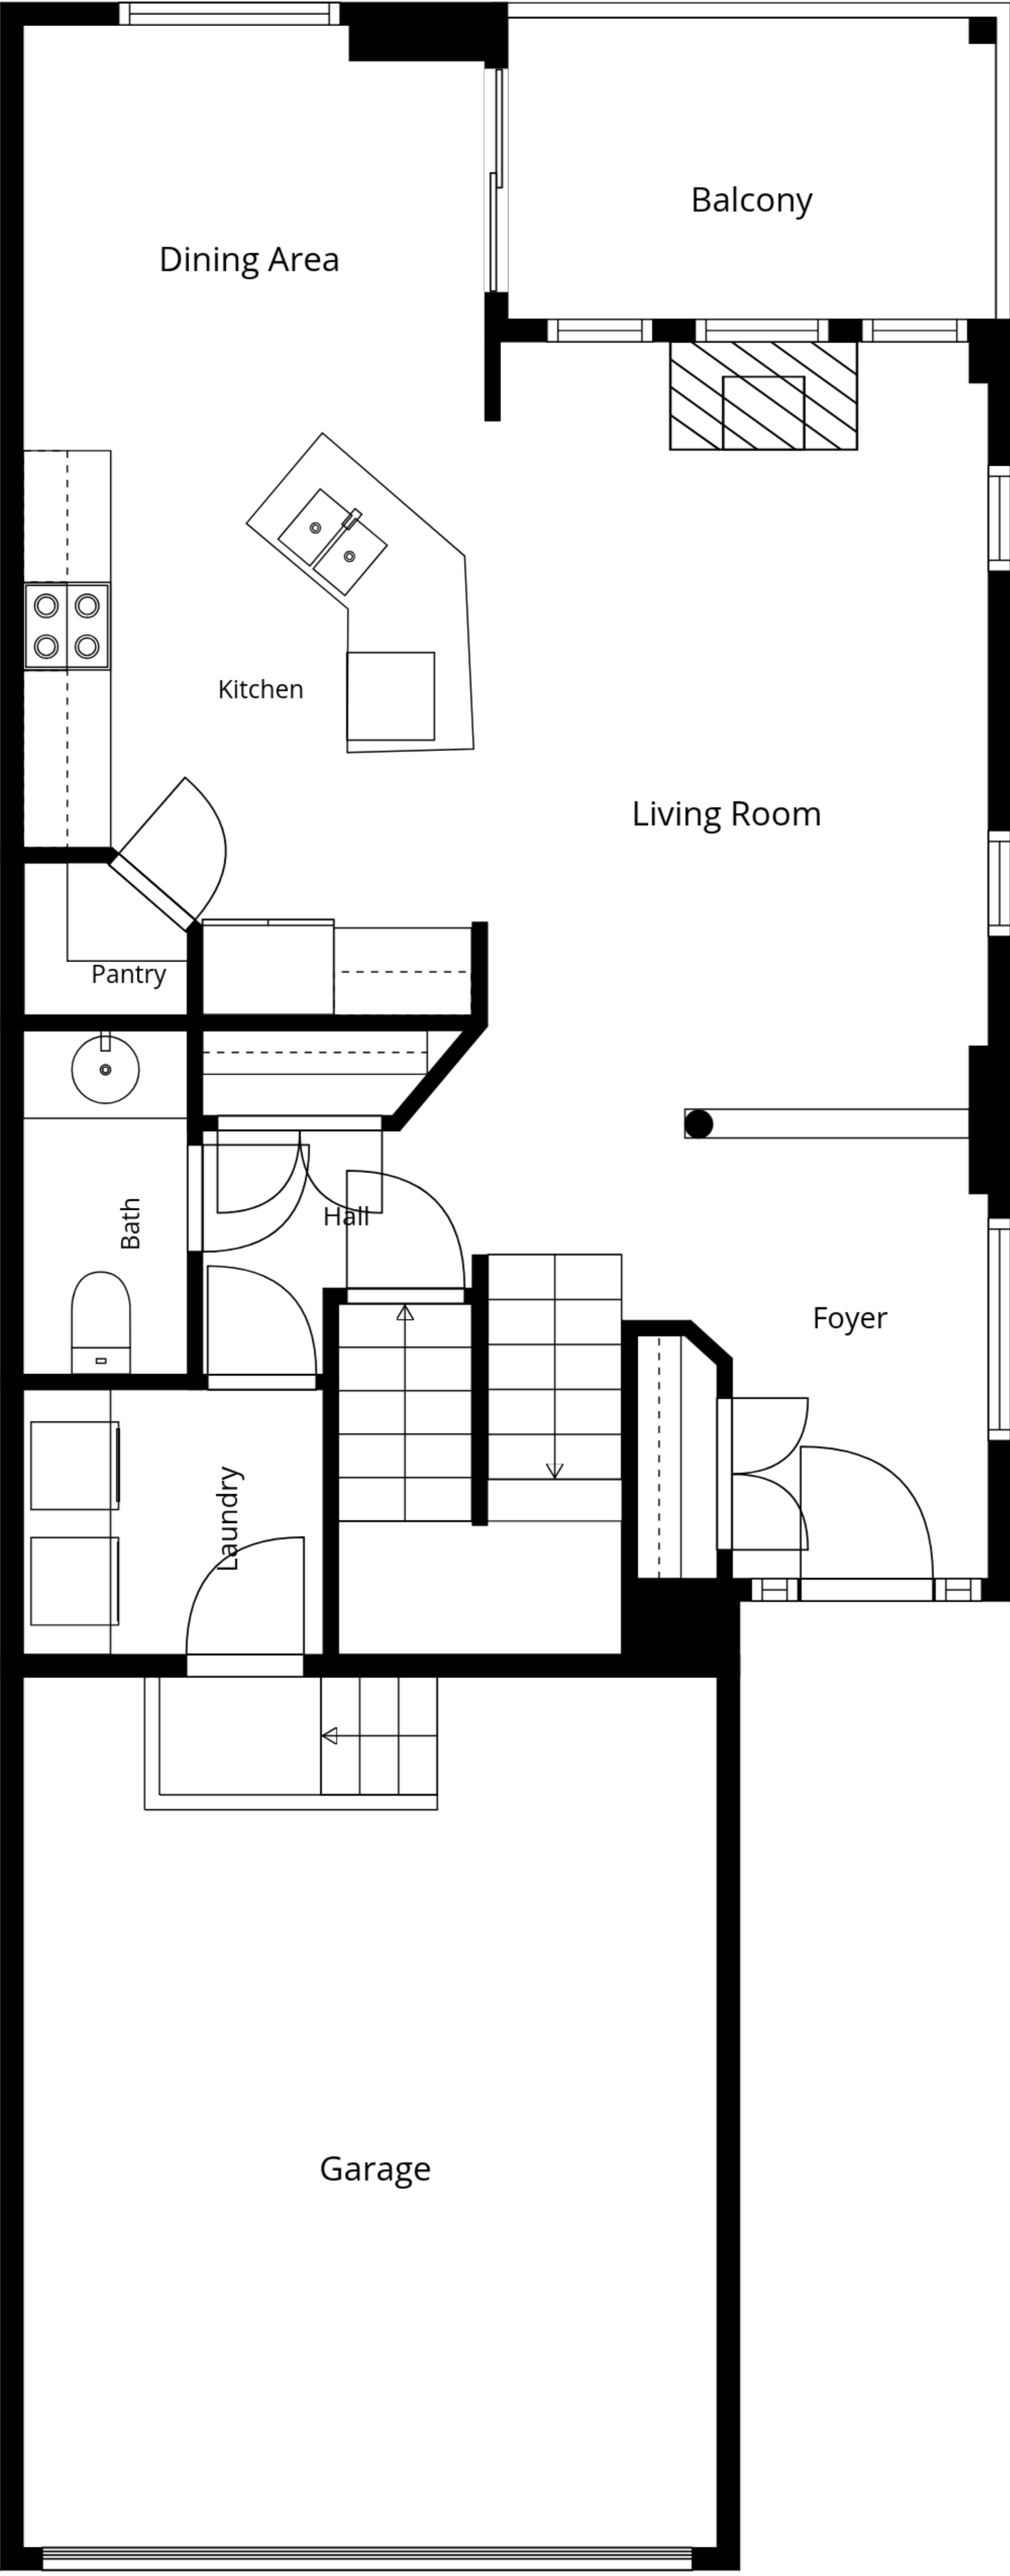 Balcony
Dining Area
Kitchen
Living Room
Pantry
Bath
Hall
Foyer
Laundry
Garage